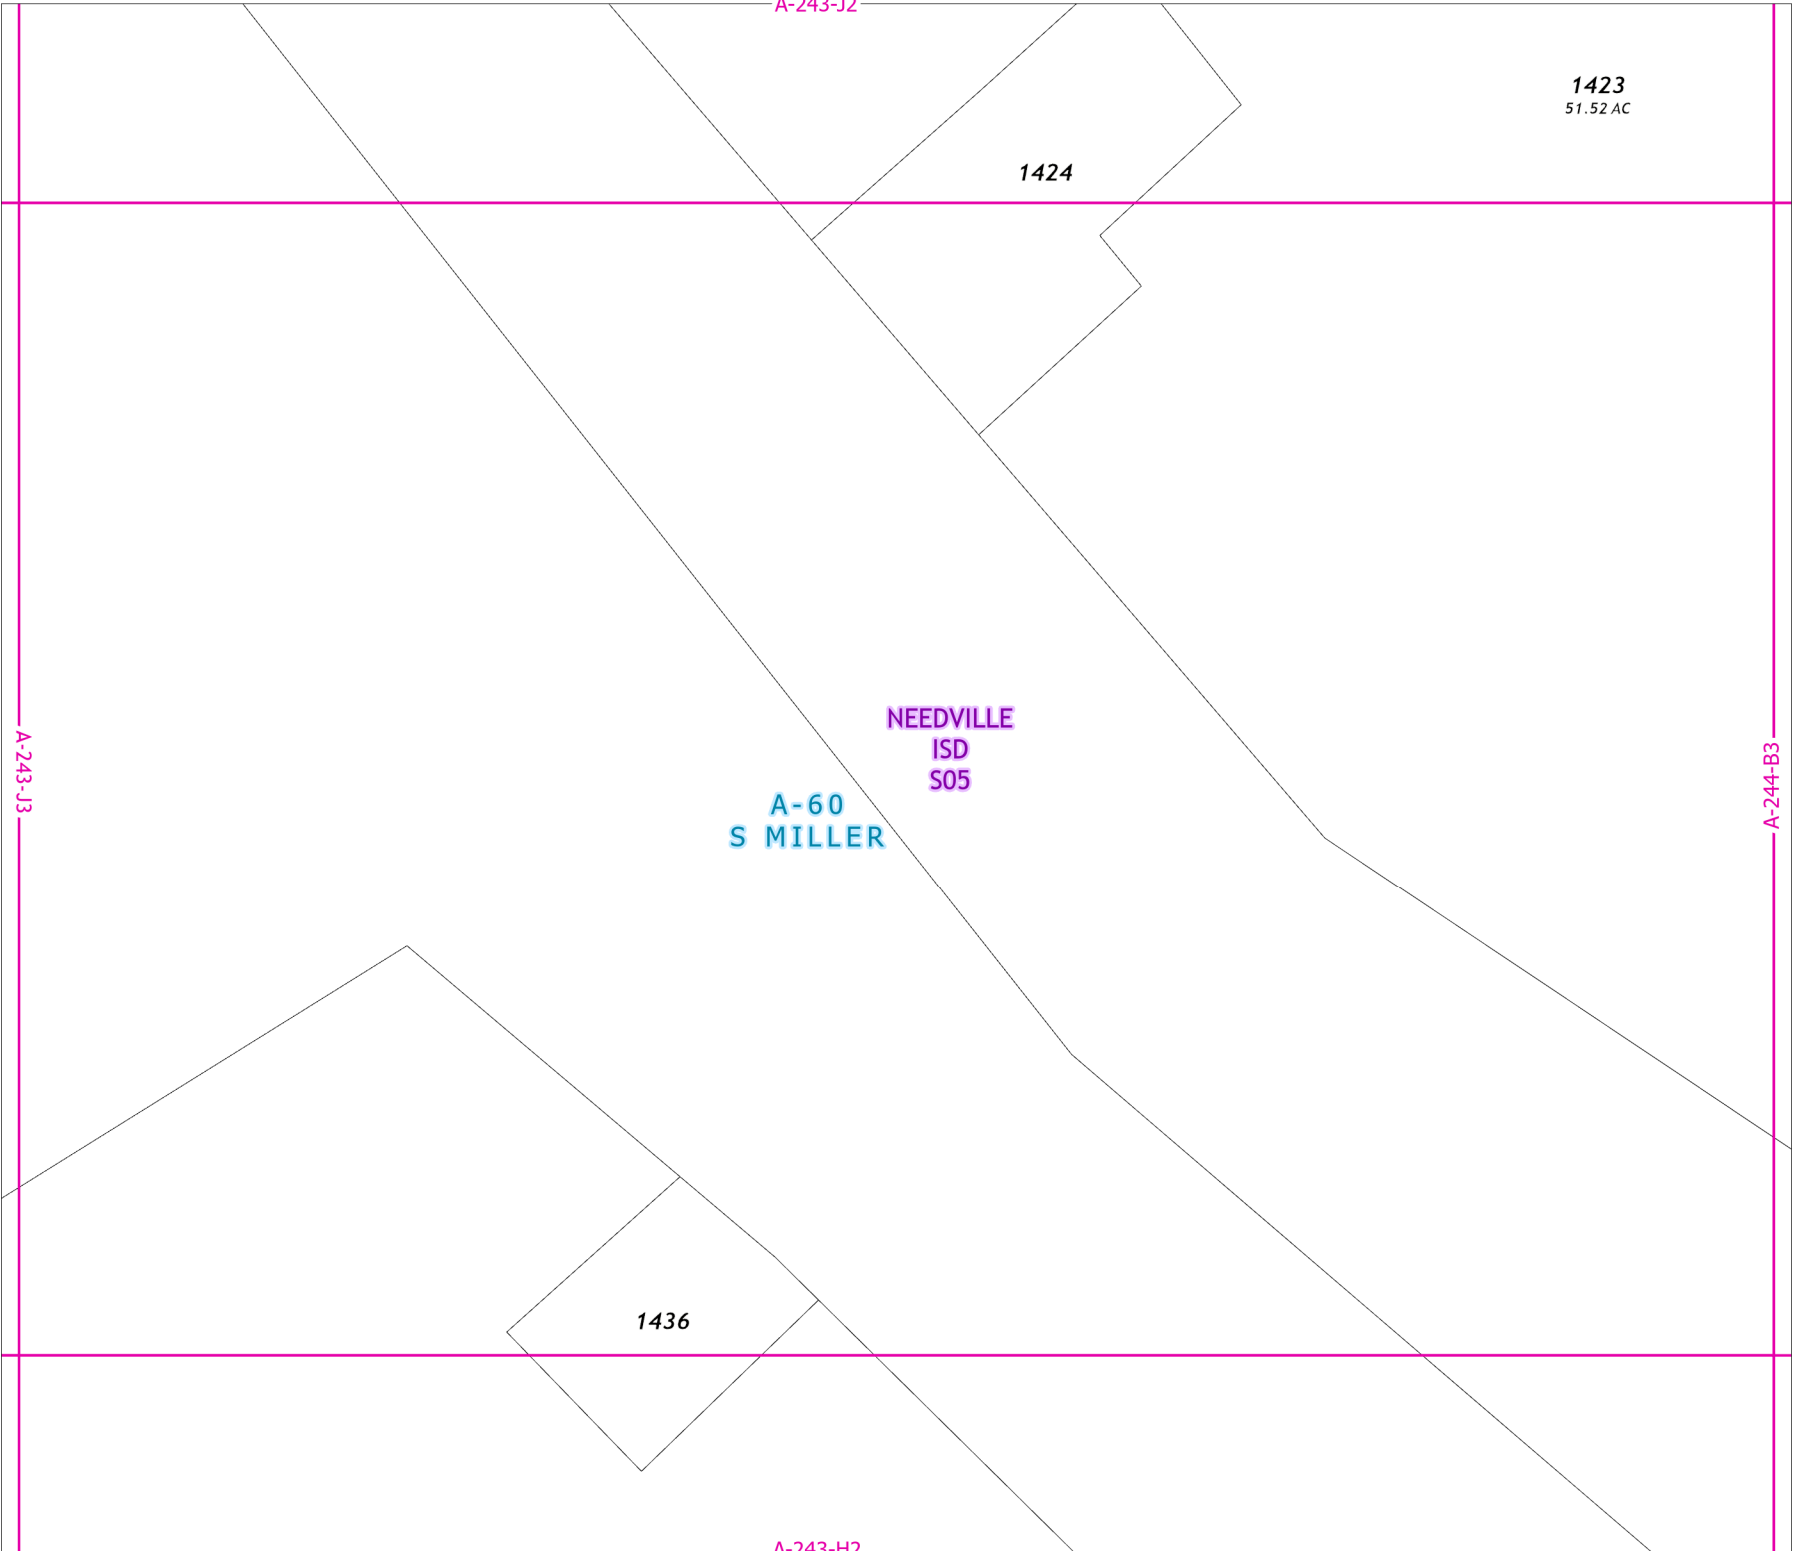 A-243-J2
1423
51.52 AC
1424
NEEDVILLE
ISD
S05
A-243-J3
A-244-B3
A-60
S MILLER
1436
A-243-H2